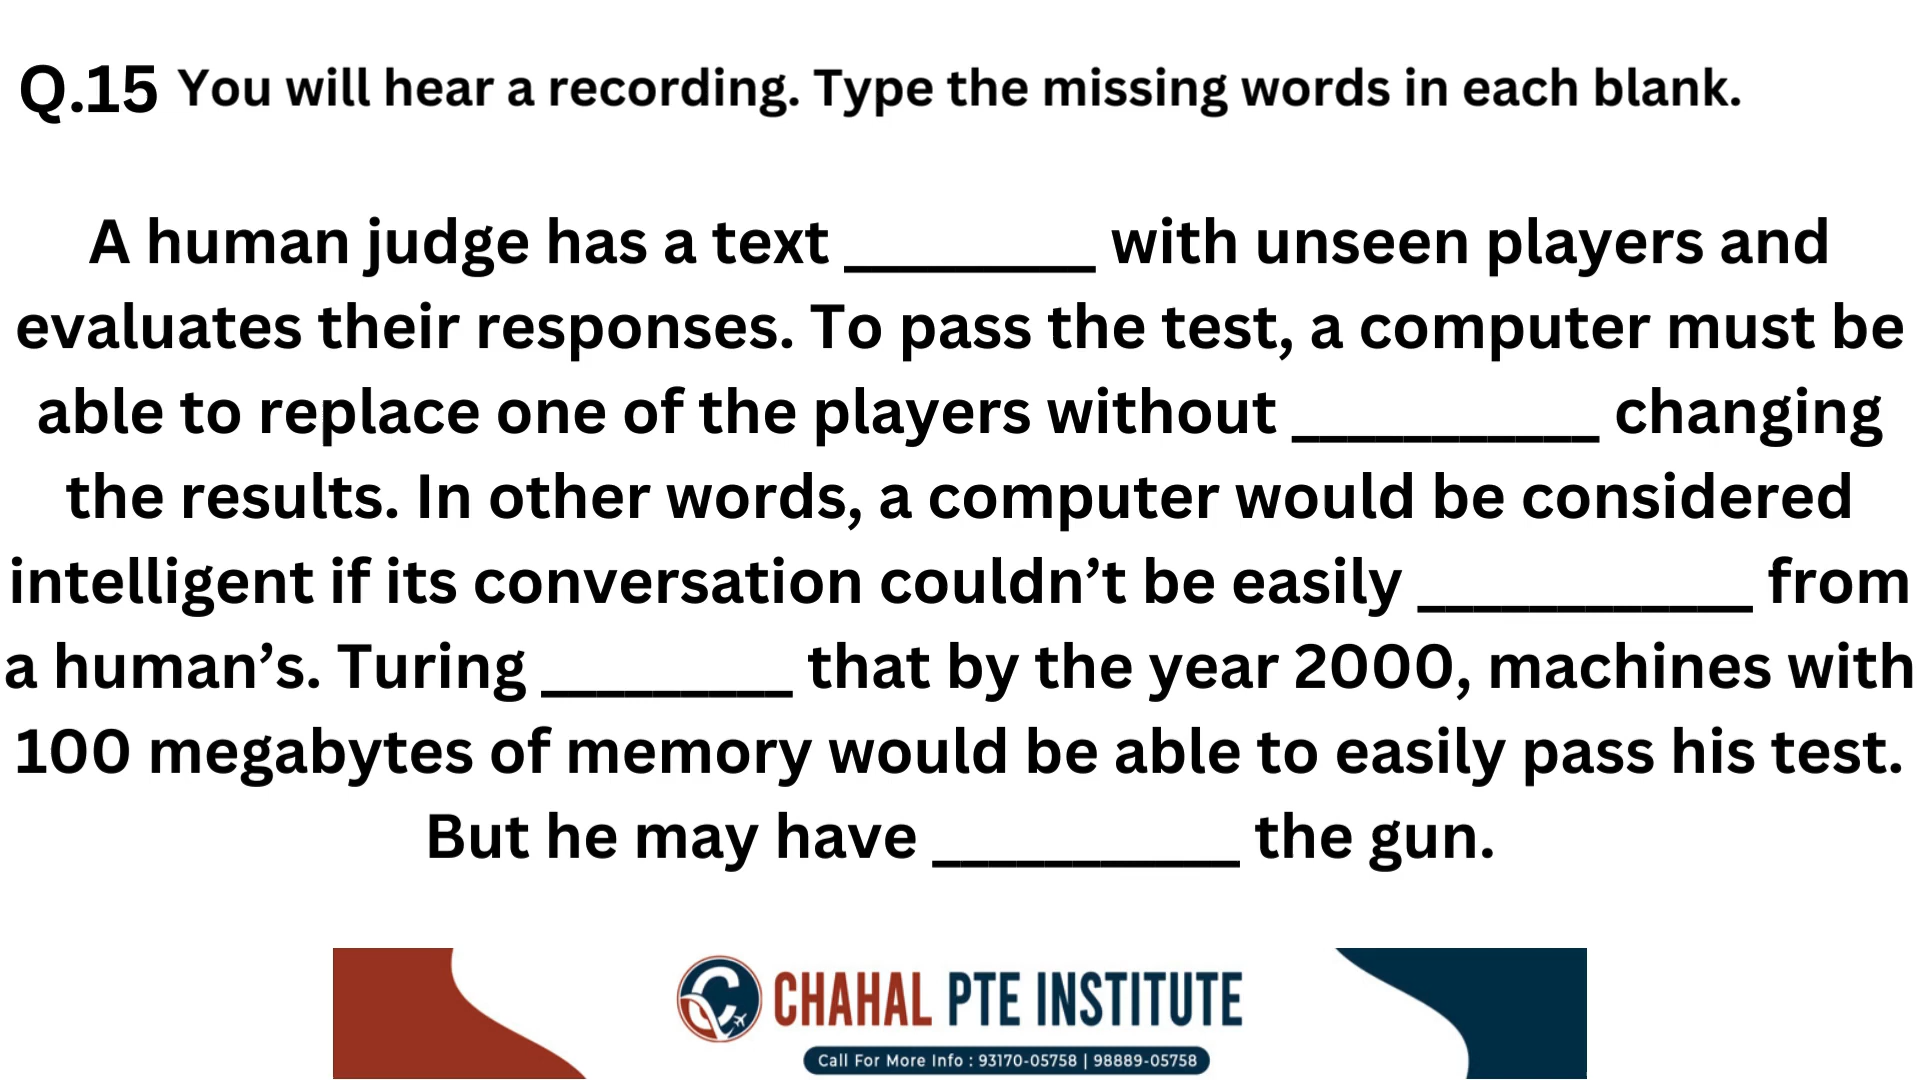 Q.15 You will hear a recording. Type the missing words in each blank.
A human judge has a text _________ with unseen players and
evaluates their responses. To pass the test, a computer must be
able to replace one of the players without ___________ changing
the results. In other words, a computer would be considered
intelligent if its conversation couldn’t be easily ____________ from
a human’s. Turing _________ that by the year 2000, machines with
100 megabytes of memory would be able to easily pass his test.
But he may have ___________ the gun.
CHAHAL PTE INSTITUTE
Call For More Info : 93170-05758 | 98889-05758